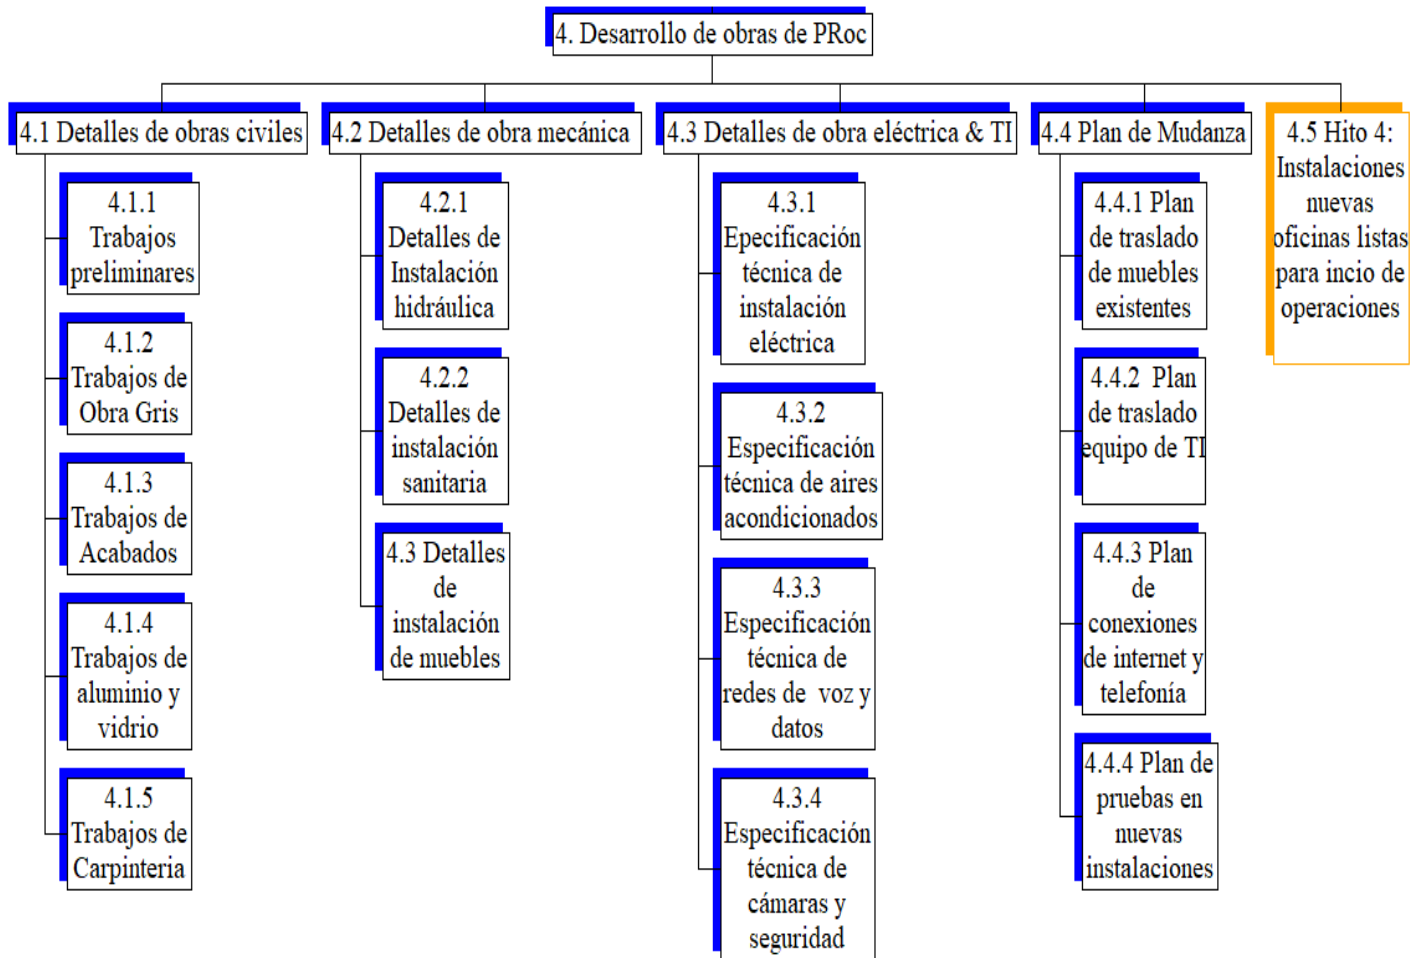 4. Desarrollo de obras de PRoc
4.1 Detalles de obras civiles
4.1.1
Trabajos
preliminares
4.1.2
Trabajos de
Obra Gris
4.1.3
Trabajos de
Acabados
4.1.4
Trabajos de
aluminio y
vidrio
4.1.5
Trabajos de
Carpinteria
4.2 Detalles de obra mecánica
4.2.1
Detalles de
Instalación
hidráulica
4.2.2
Detalles de
instalación
sanitaria
4.3 Detalles
de
instalación
de muebles
4.3 Detalles de obra eléctrica & TI
4.3.1
Epecificación
técnica de
instalación
eléctrica
4.3.2
Especificación
técnica de aires
acondicionados
4.3.3
Especificación
técnica de
redes de voz y
datos
4.3.4
Especificación
técnica de
cámaras y
seguridad
4.4 Plan de Mudanza
4.4.1 Plan
de traslado
de muebles
existentes
4.4.2 Plan
de traslado
equipo de TI
4.4.3 Plan
de
conexiones
de internet y
telefonía
4.4.4 Plan de
pruebas en
nuevas
instalaciones
4.5 Hito 4:
Instalaciones
nuevas
oficinas listas
para incio de
operaciones